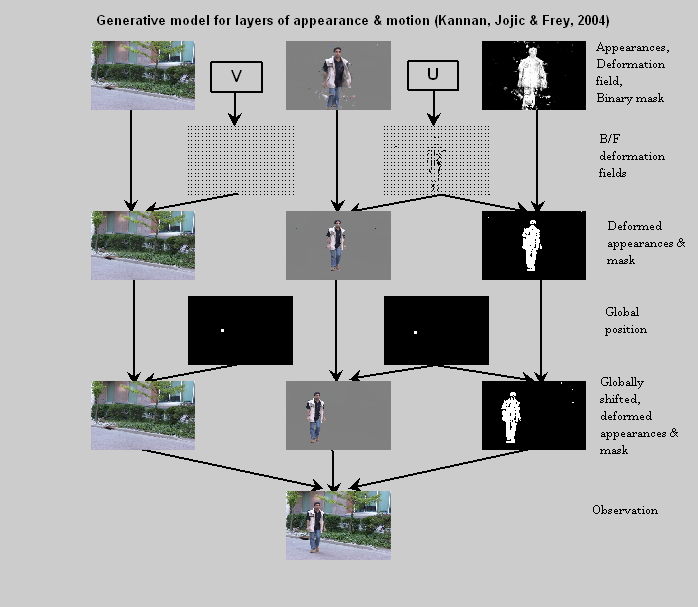 Generative model for layers of appearance & motion (Kannan, Jojic & Frey, 2004)
V
U
Appearances,
Deformation
field,
Binary mask
B/F
deformation
fields
Deformed
appearances &
mask
Global
position
Globally
shifted,
deformed
appearances &
mask
Observation